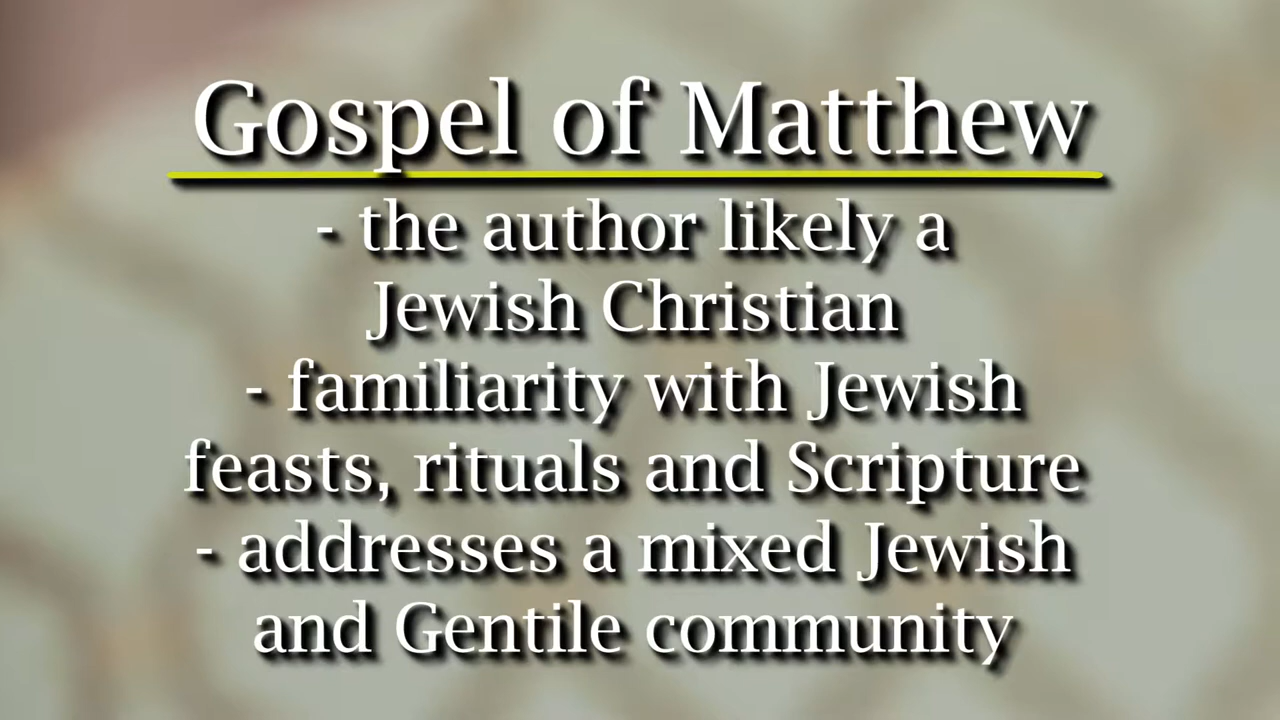 Gospel of Matthew
- the author likely a
Jewish Christian
- familiarity with Jewish
feasts, rituals and Scripture
- addresses a mixed Jewish
and Gentile community